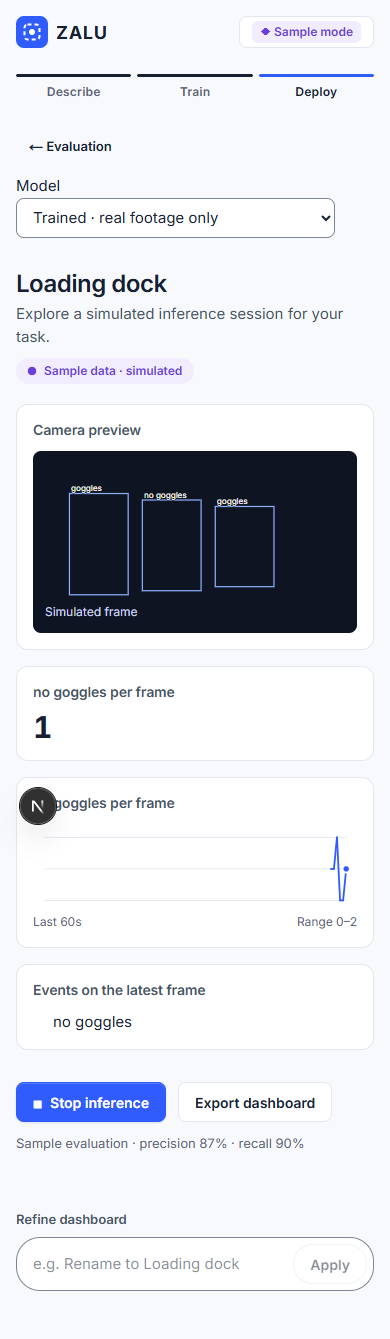 ZALU
Sample mode
Describe
Train
Deploy
← Evaluation
Model
Trained · real footage only
Loading dock
Explore a simulated inference session for your
task.
Sample data · simulated
Camera preview
goggles
no goggles
goggles
Simulated frame
no goggles per frame
1
N
goggles per frame
Last 60s
Range 0–2
Events on the latest frame
no goggles
Stop inference
Export dashboard
Sample evaluation · precision 87% · recall 90%
Refine dashboard
e.g. Rename to Loading dock
Apply